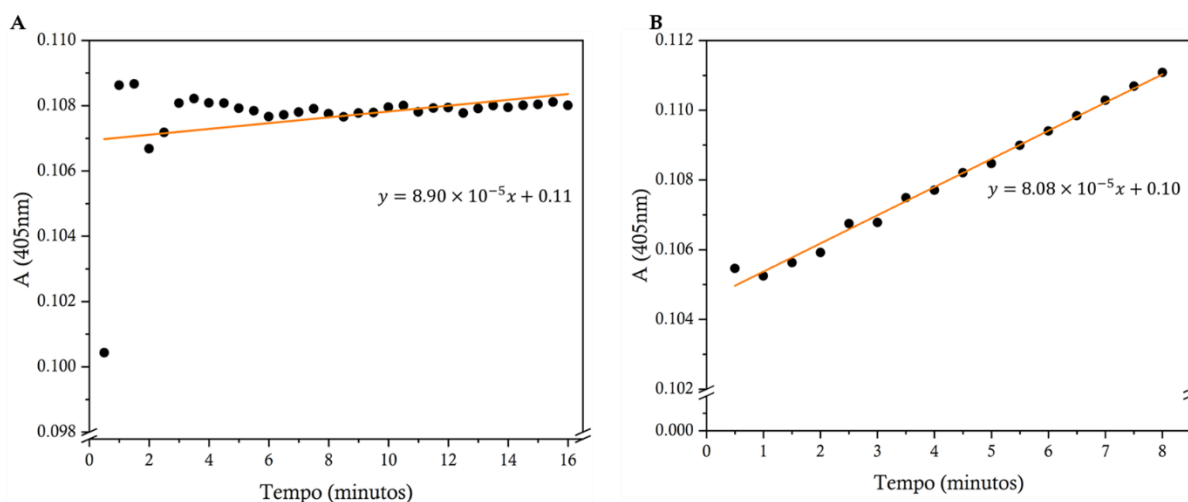 A
0.110
0.108
0.106
0.104
0.102
0.100
0.098
A (405nm)
y = 8.90 × 10⁻⁵x + 0.11
0 2 4 6 8 10 12 14 16
Tempo (minutos)
B
0.112
0.110
0.108
0.106
0.104
0.102
0.000
A (405nm)
y = 8.08 × 10⁻⁵x + 0.10
0 1 2 3 4 5 6 7 8
Tempo (minutos)